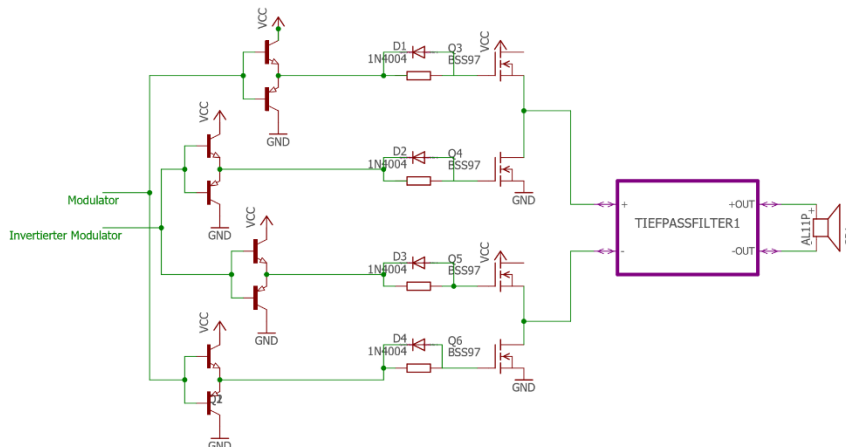 VCC
GND
D1
1N4004
Q3
BSS97
VCC
VCC
GND
D2
1N4004
Q4
BSS97
GND
Modulator
Invertierter Modulator
VCC
GND
D3
1N4004
Q5
BSS97
VCC
VCC
GND
D4
1N4004
Q6
BSS97
GND
+
-
TIEFPASSFILTER1
+OUT
-OUT
AL11P
+
-